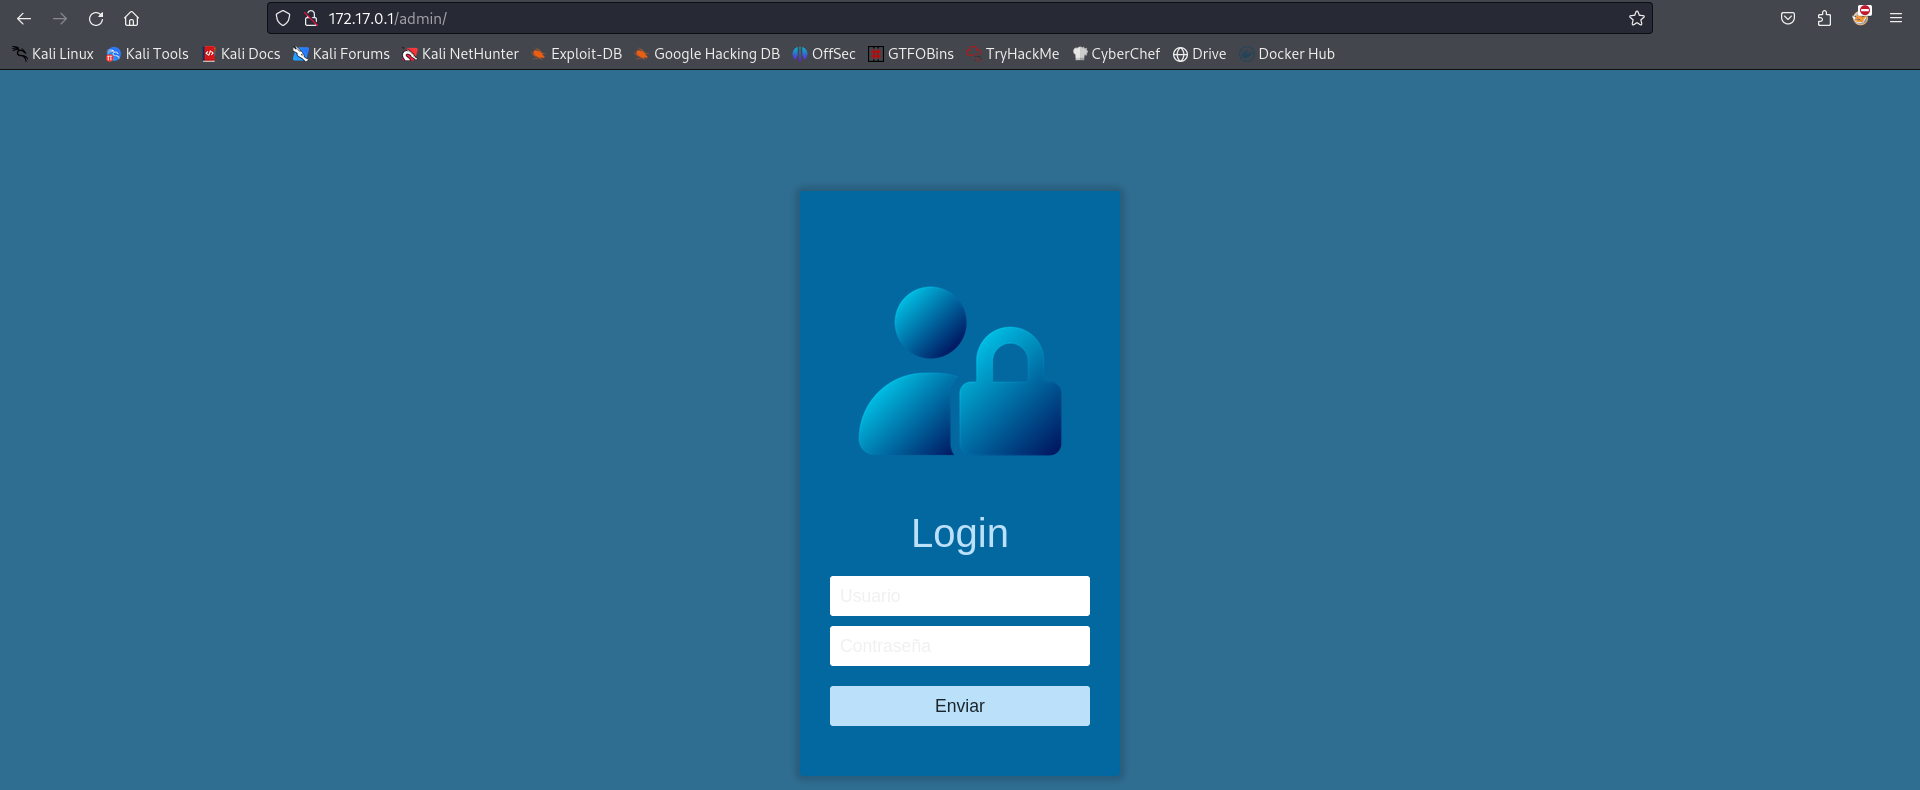 172.17.0.1/admin/
Kali Linux Kali Tools Kali Docs Kali Forums Kali NetHunter Exploit-DB Google Hacking DB OffSec GTFOBins TryHackMe CyberChef Drive Docker Hub
Login
Usuario
Contraseña
Enviar